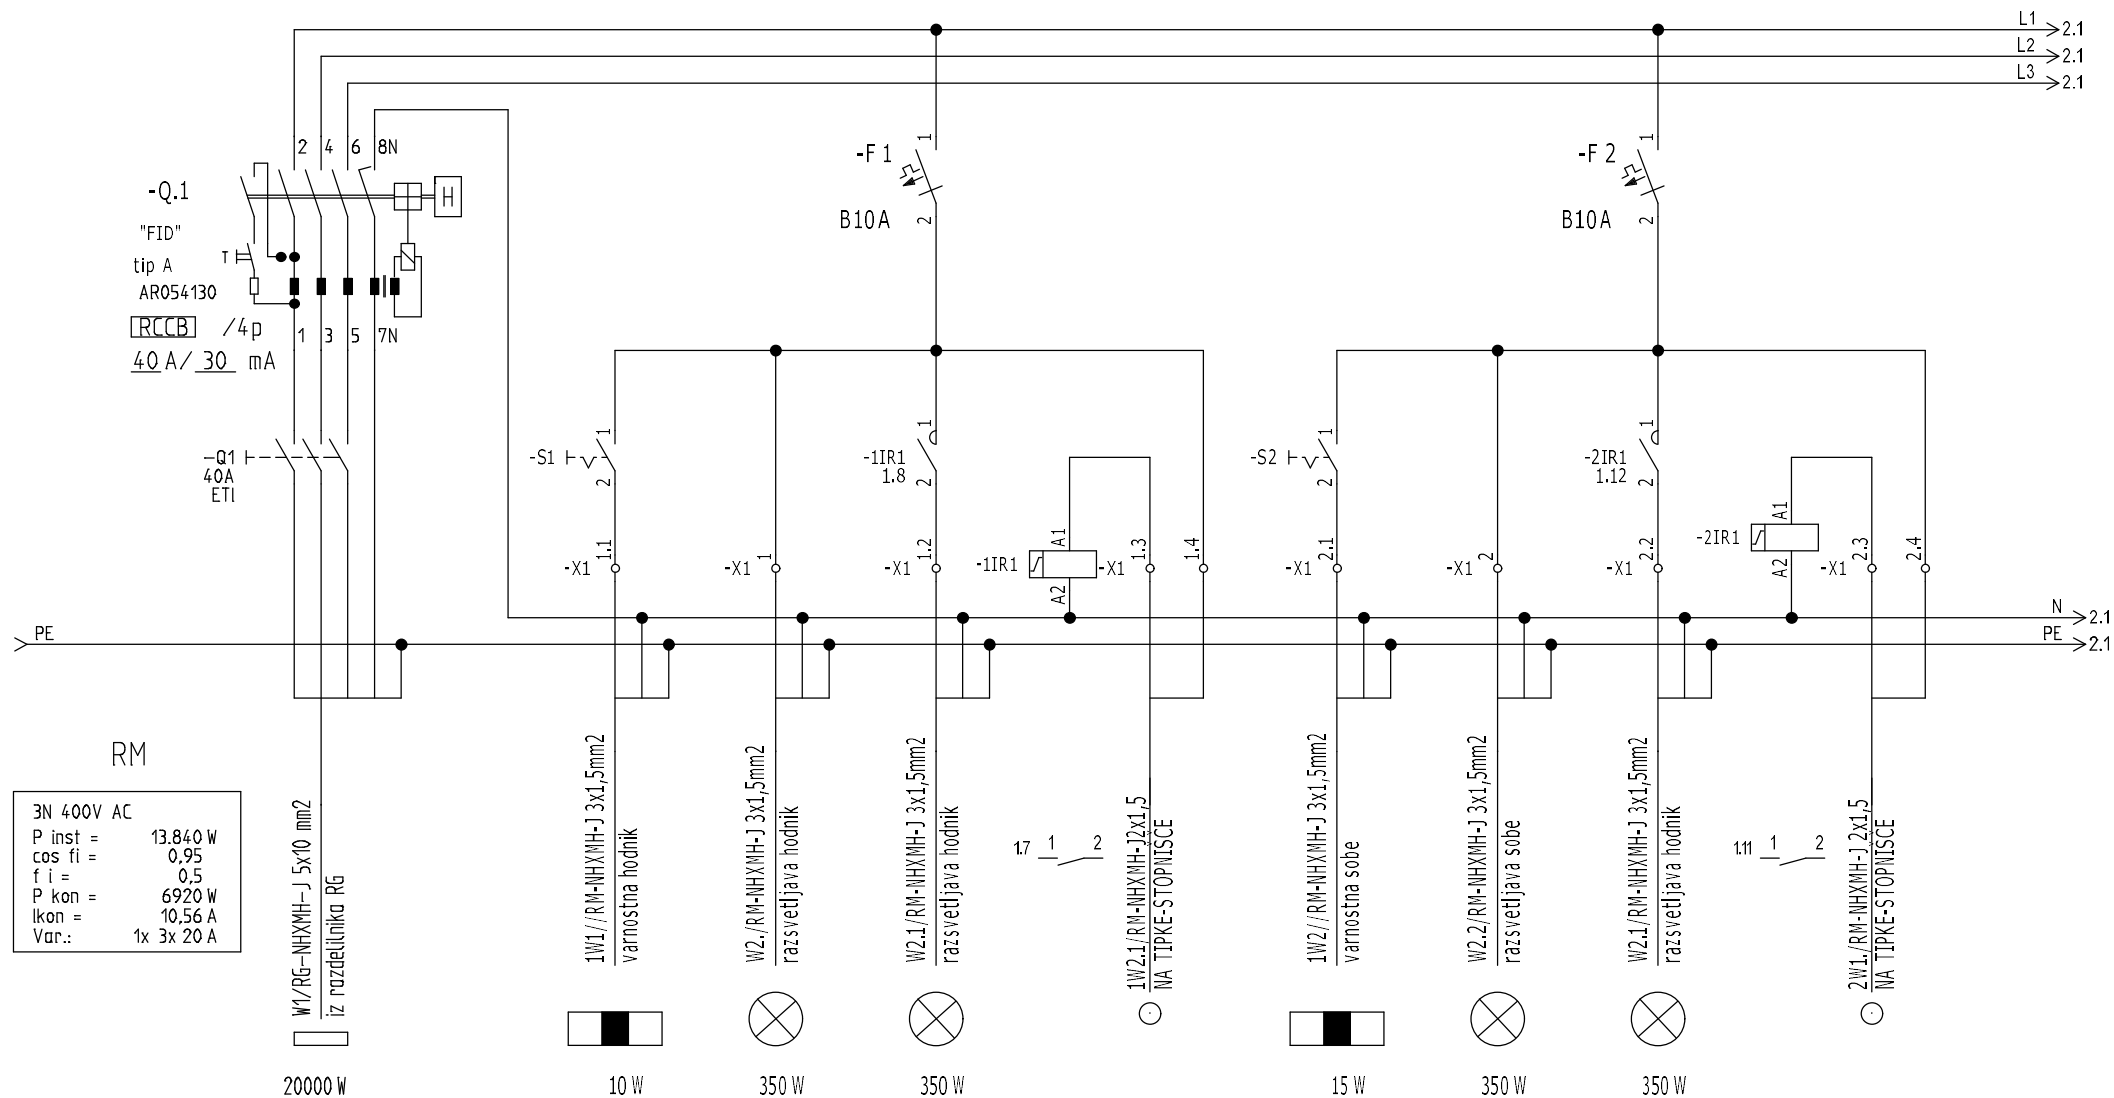 L1
2.1
L2
2.1
L3
2.1
2
4
6
8N
-Q.1
H
"FID"
T
tip A
AR054130
RCCB /4p
40 A/ 30 mA
1
3
5
7N
-F 1
1
B10A
2
-F 2
1
B10A
2
-Q1
40A
ETI
-S1
1
2
-1IR1
1.8
1
2
-S2
1
2
-2IR1
1.12
1
2
-X1
1.1
-X1
1
-X1
1.2
-1IR1
A1
A2
-X1
1.3
1.4
-X1
2.1
-X1
2
-X1
2.2
-2IR1
A1
A2
-X1
2.3
2.4
N
2.1
PE
PE
2.1
RM
3N 400V AC
P inst = 13.840 W
cos fi = 0,95
f i = 0,5
P kon = 6920 W
Ikon = 10,56 A
Var.: 1x 3x 20 A
W1/RG-NHXMH-J 5x10 mm2
iz razdelilnika RG
1W1//RM-NHXMH-J 3x1,5mm2
varnostna hodnik
W2./RM-NHXMH-J 3x1,5mm2
razsvetljava hodnik
W2.1/RM-NHXMH-J 3x1,5mm2
razsvetljava hodnik
1.7 1 2
1W2.1/RM-NHXMH-J2x1,5
NA TIPKE-STOPNISCE
1W2//RM-NHXMH-J 3x1,5mm2
varnostna sobe
W2.2/RM-NHXMH-J 3x1,5mm2
razsvetljava sobe
W2.1/RM-NHXMH-J 3x1,5mm2
razsvetljava hodnik
1.11 1 2
2W1./RM-NHXMH-J 2x1,5
NA TIPKE-STOPNISCE
20000 W
10 W
350 W
350 W
15 W
350 W
350 W